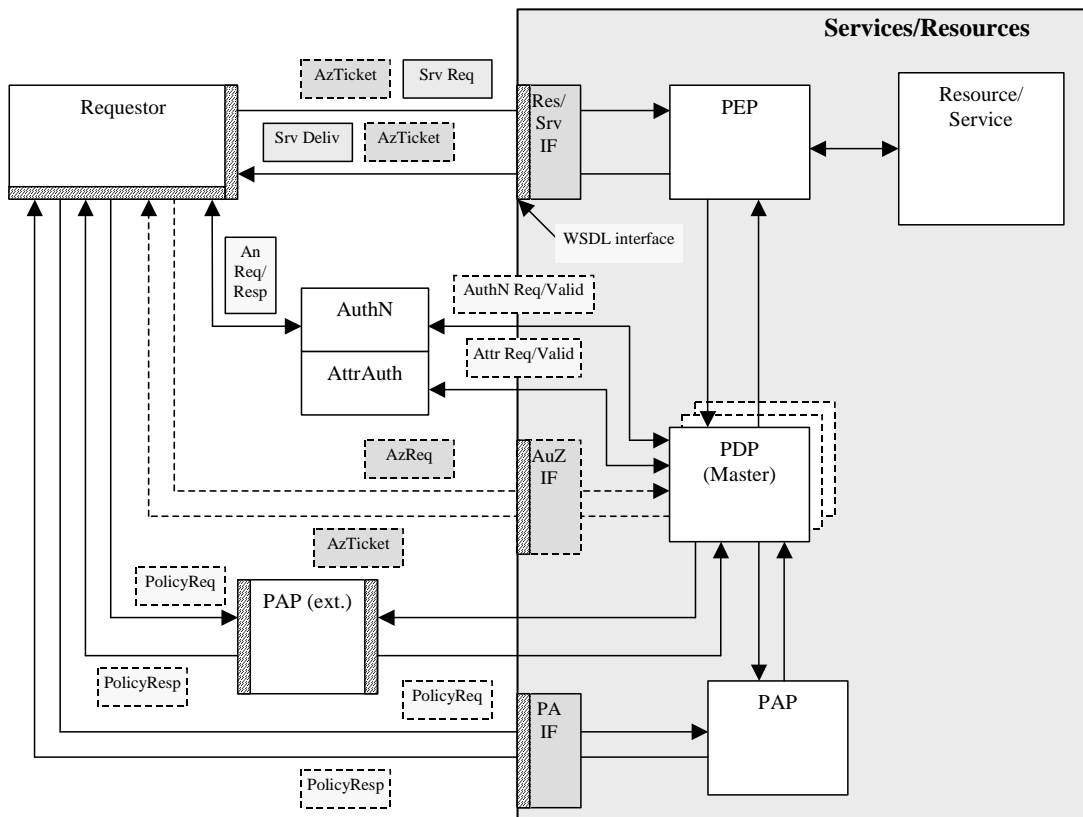 Services/Resources
AzTicket
Srv Req
Requestor
Res/
Srv
IF
PEP
Resource/
Service
Srv Deliv
AzTicket
WSDL interface
An
Req/
Resp
AuthN Req/Valid
AuthN
Attr Req/Valid
AttrAuth
AzReq
AuZ
IF
PDP
(Master)
AzTicket
PolicyReq
PAP (ext.)
PolicyResp
PolicyReq
PA
IF
PAP
PolicyResp